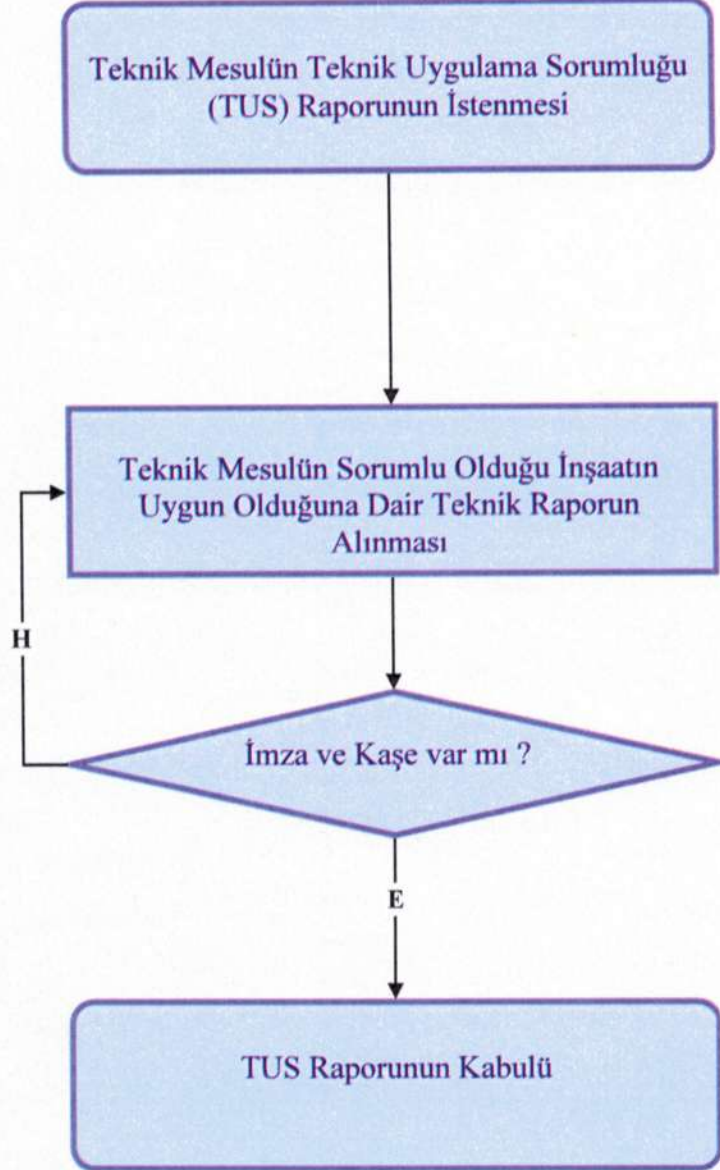 Teknik Mesulün Teknik Uygulama Sorumluğu
(TUS) Raporunun İstenmesi
Teknik Mesulün Sorumlu Olduğu İnşaatın
Uygun Olduğuna Dair Teknik Raporun
Alınması
H
İmza ve Kaşe var mı ?
E
TUS Raporunun Kabulü